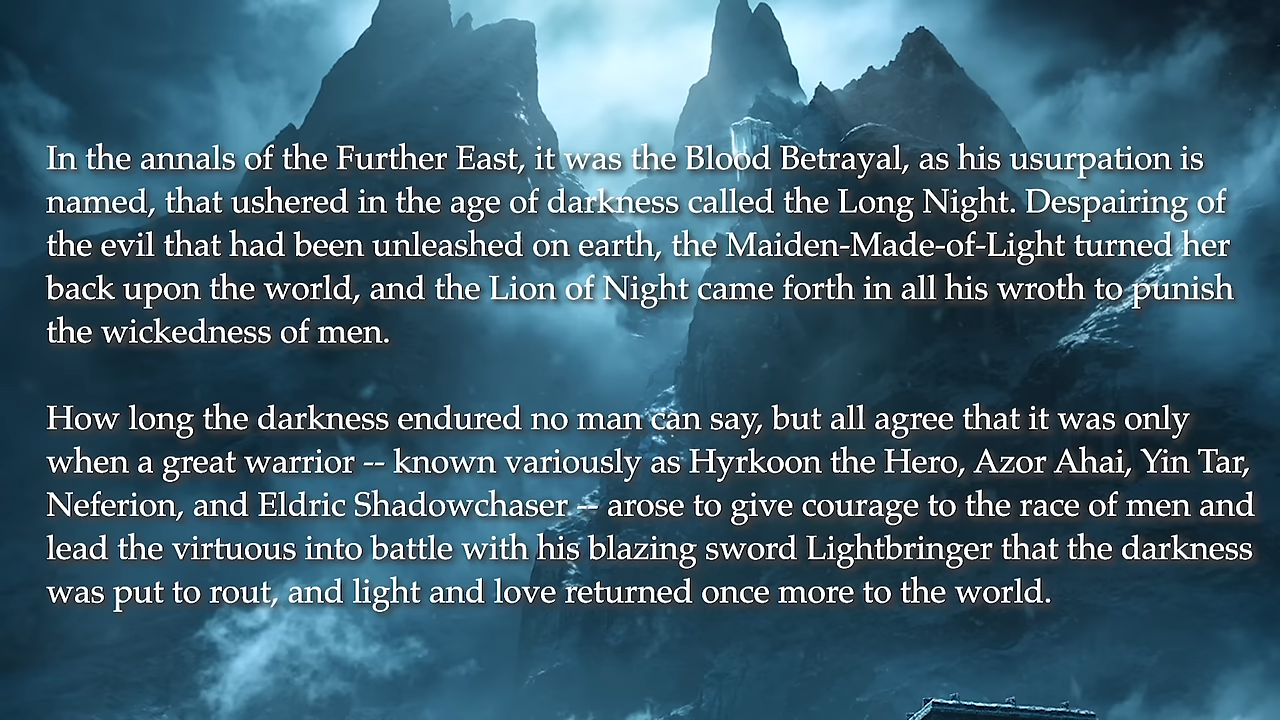 In the annals of the Further East, it was the Blood Betrayal, as his usurpation is
named, that ushered in the age of darkness called the Long Night. Despairing of
the evil that had been unleashed on earth, the Maiden-Made-of-Light turned her
back upon the world, and the Lion of Night came forth in all his wroth to punish
the wickedness of men.
How long the darkness endured no man can say, but all agree that it was only
when a great warrior -- known variously as Hyrkoon the Hero, Azor Ahai, Yin Tar,
Neferion, and Eldric Shadowchaser -- arose to give courage to the race of men and
lead the virtuous into battle with his blazing sword Lightbringer that the darkness
was put to rout, and light and love returned once more to the world.